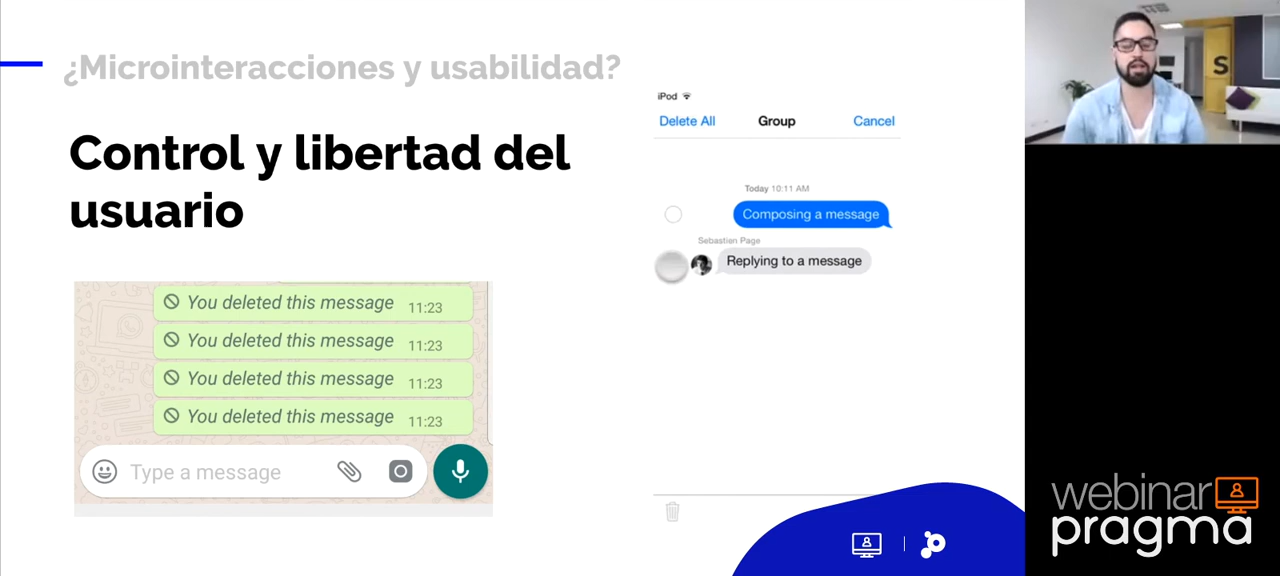 ¿Microinteracciones y usabilidad?
Control y libertad del
usuario
You deleted this message 11:23
You deleted this message 11:23
You deleted this message 11:23
You deleted this message 11:23
Type a message
iPod
Delete All Group Cancel
Today 10:11 AM
Composing a message
Sebastien Page
Replying to a message
S
webinar
pragma